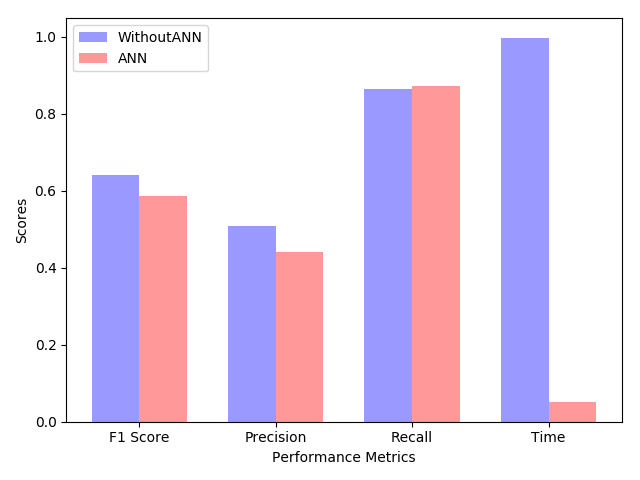 WithoutANN
ANN
1.0
0.8
0.6
0.4
0.2
0.0
Scores
F1 Score
Precision
Recall
Time
Performance Metrics